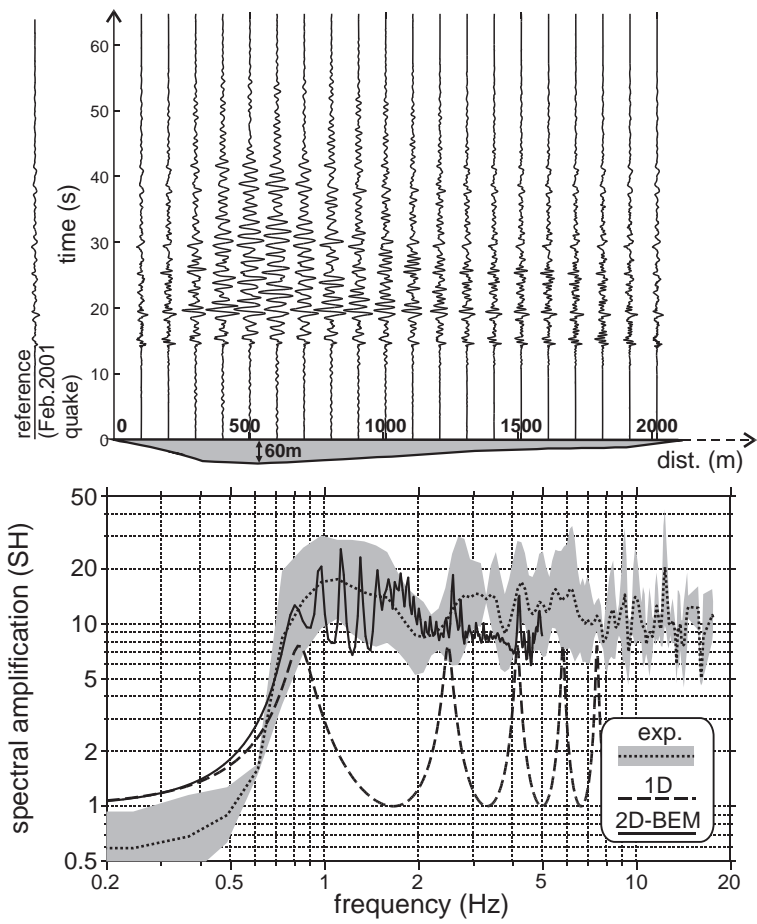 60
50
40
30
20
10
0
time (s)
reference
(Feb.2001
quake)
0 500 1000 1500 2000
60m
dist. (m)
50
20
10
5
2
1
0.5
spectral amplification (SH)
exp.
1D
2D-BEM
0.2 0.5 1 2 5 10 20
frequency (Hz)